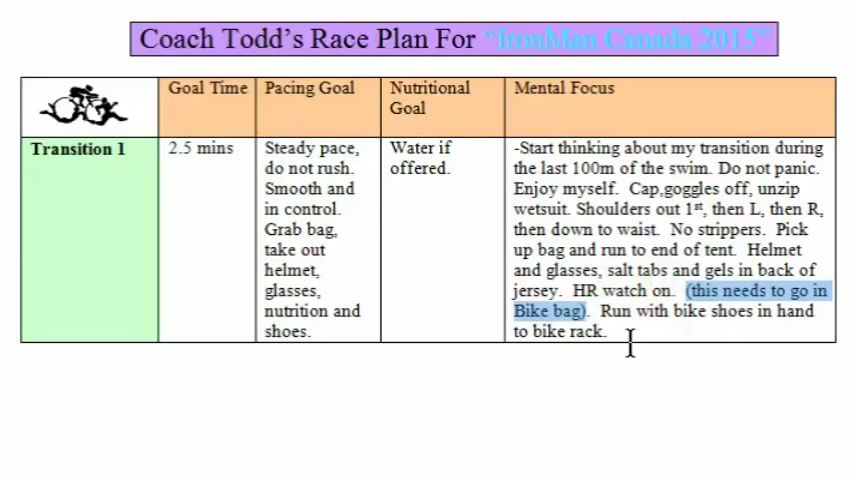 Coach Todd's Race Plan For "IronMan Canada 2015"
Goal Time
Pacing Goal
Nutritional
Goal
Mental Focus
Transition 1
2.5 mins
Steady pace,
do not rush.
Smooth and
in control.
Grab bag,
take out
helmet,
glasses,
nutrition and
shoes.
Water if
offered.
-Start thinking about my transition during
the last 100m of the swim. Do not panic.
Enjoy myself. Cap,goggles off, unzip
wetsuit. Shoulders out 1st, then L, then R,
then down to waist. No strippers. Pick
up bag and run to end of tent. Helmet
and glasses, salt tabs and gels in back of
jersey. HR watch on. (this needs to go in
Bike bag). Run with bike shoes in hand
to bike rack.